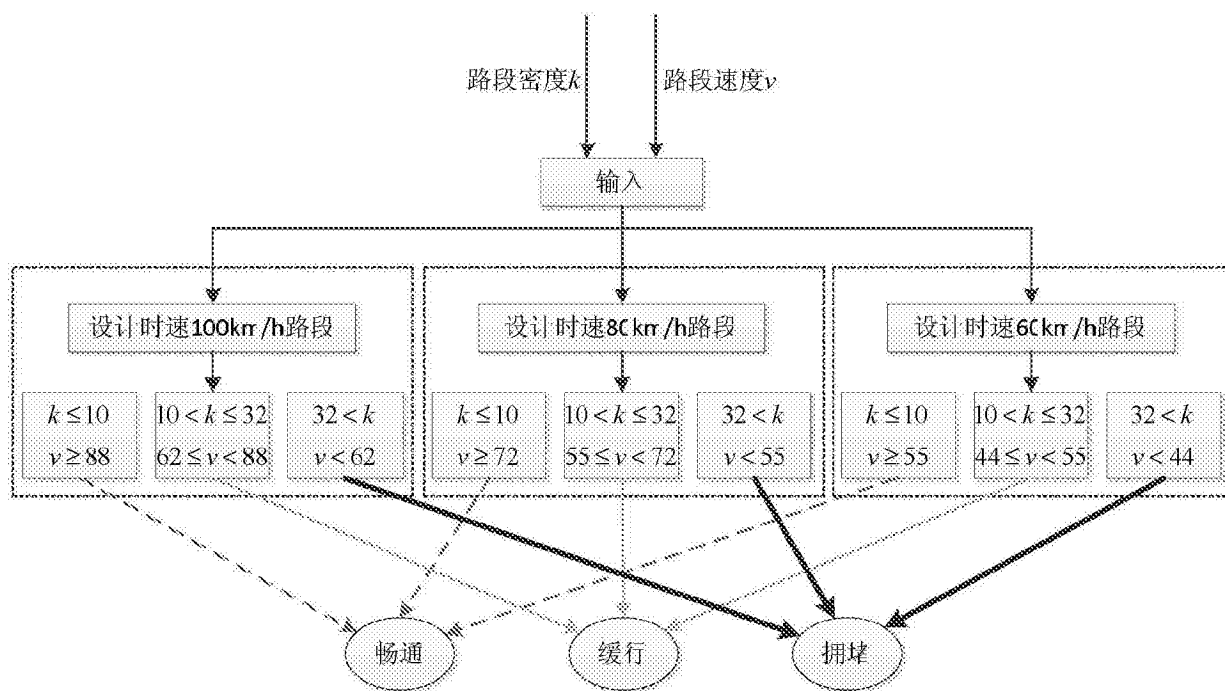 路段密度k
路段速度v
输入
设计时速100km/h路段
设计时速80km/h路段
设计时速60km/h路段
k ≤ 10
v ≥ 88
10 < k ≤ 32
62 ≤ v < 88
32 < k
v < 62
k ≤ 10
v ≥ 72
10 < k ≤ 32
55 ≤ v < 72
32 < k
v < 55
k ≤ 10
v ≥ 55
10 < k ≤ 32
44 ≤ v < 55
32 < k
v < 44
畅通
缓行
拥堵